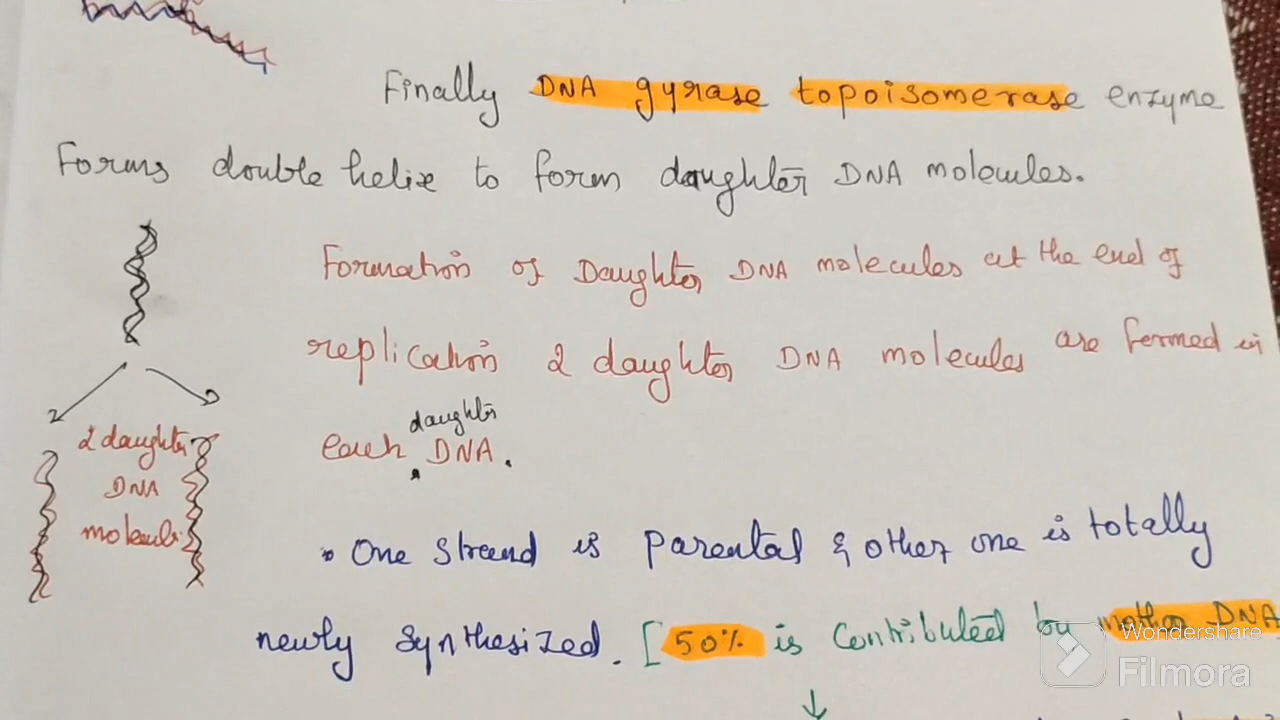 Finally DNA gyrase topoisomerase enzyme
Forms double helix to form daughter DNA molecules.
Formation of Daughter DNA molecules at the end of
replication 2 daughter DNA molecules are formed in
each daughter DNA.
2 daughter
DNA
molecules
One strand is parental & other one is totally
newly synthesized. [50% is contributed by mother DNA
Wondershare
Filmora